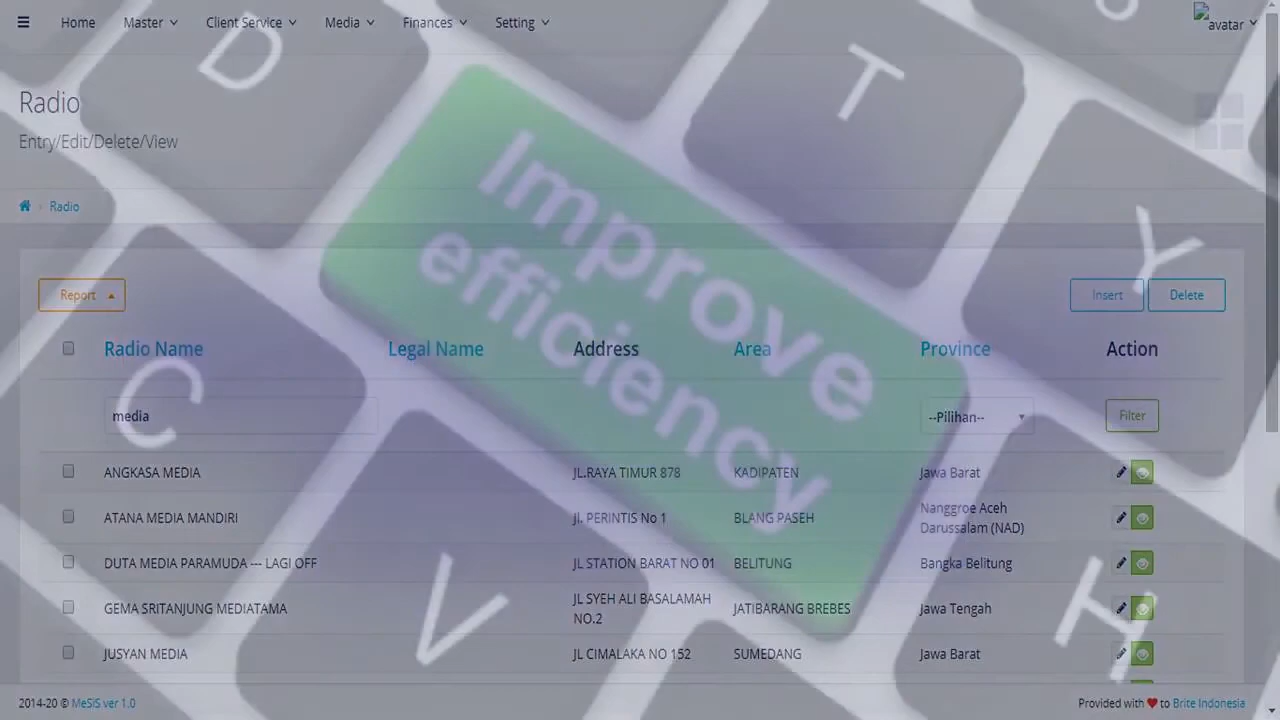 Home Master Client Service Media Finances Setting avatar
Radio
Entry/Edit/Delete/View
Radio
Report Insert Delete
Radio Name Legal Name Address Area Province Action
media --Pilihan-- Filter
ANGKASA MEDIA JL.RAYA TIMUR 878 KADIPATEN Jawa Barat
ATANA MEDIA MANDIRI Jl. PERINTIS No 1 BLANG PASEH Nanggroe Aceh
Darussalam (NAD)
DUTA MEDIA PARAMUDA --- LAGI OFF JL STATION BARAT NO 01 BELITUNG Bangka Belitung
GEMA SRITANJUNG MEDIATAMA JL SYEH ALI BASALAMAH JATIBARANG BREBES Jawa Tengah
NO.2
JUSYAN MEDIA JL CIMALAKA NO 152 SUMEDANG Jawa Barat
2014-20 © MeSiS ver 1.0 Provided with ❤ to Brite Indonesia
Improve
efficiency
D
T
Y
C
V
H